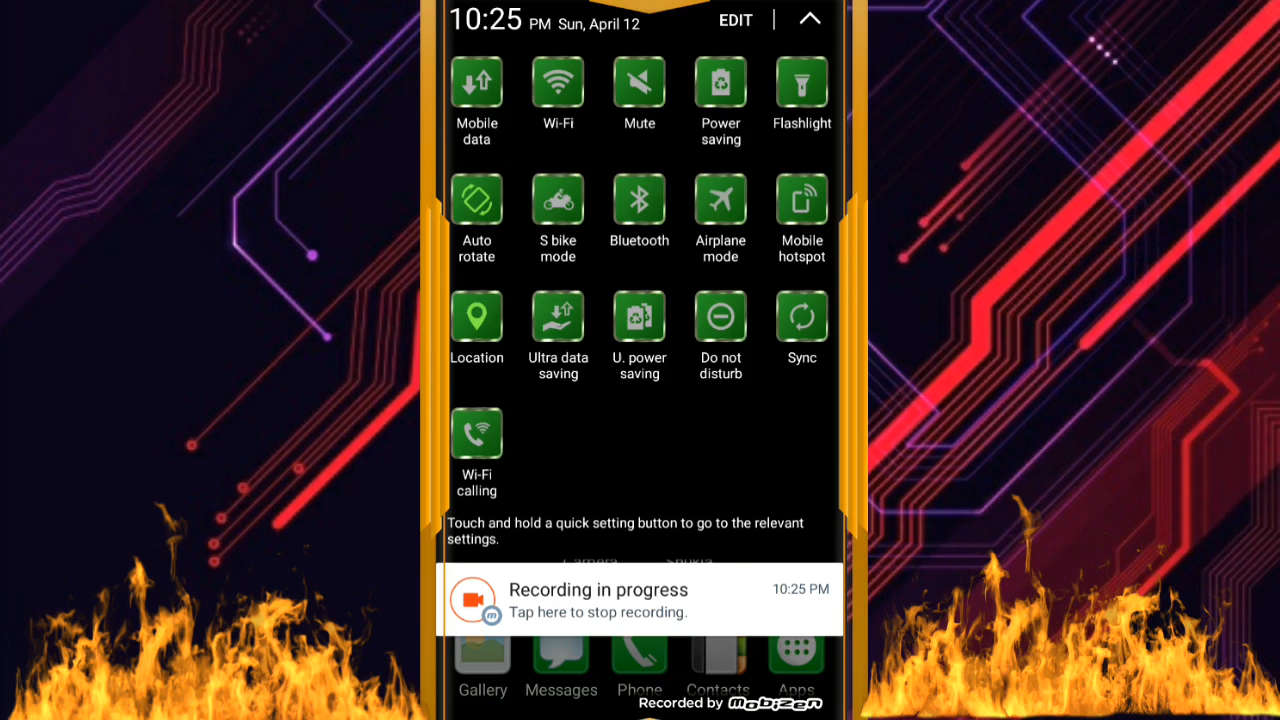 10:25 PM Sun, April 12 EDIT
Mobile data
Wi-Fi
Mute
Power saving
Flashlight
Auto rotate
S bike mode
Bluetooth
Airplane mode
Mobile hotspot
Location
Ultra data saving
U. power saving
Do not disturb
Sync
Wi-Fi calling
Touch and hold a quick setting button to go to the relevant
settings.
Camera
Recording in progress 10:25 PM
Tap here to stop recording.
m
Gallery Messages Phone Contacts Apps
Recorded by Mobizen